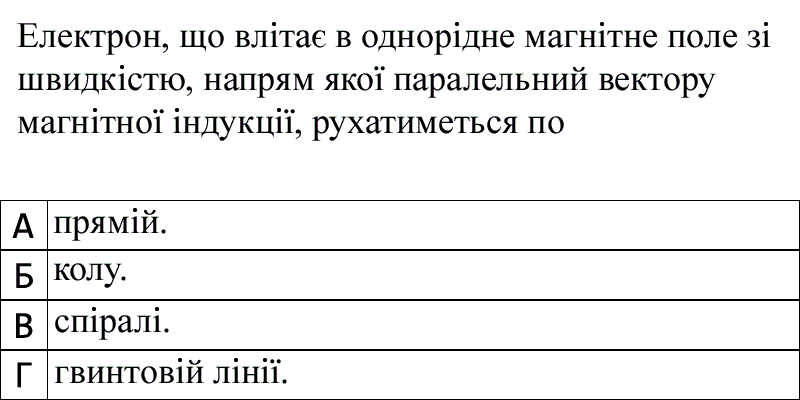 Електрон, що влітає в однорідне магнітне поле зі
швидкістю, напрям якої паралельний вектору
магнітної індукції, рухатиметься по
А прямій.
Б колу.
В спіралі.
Г гвинтовій лінії.